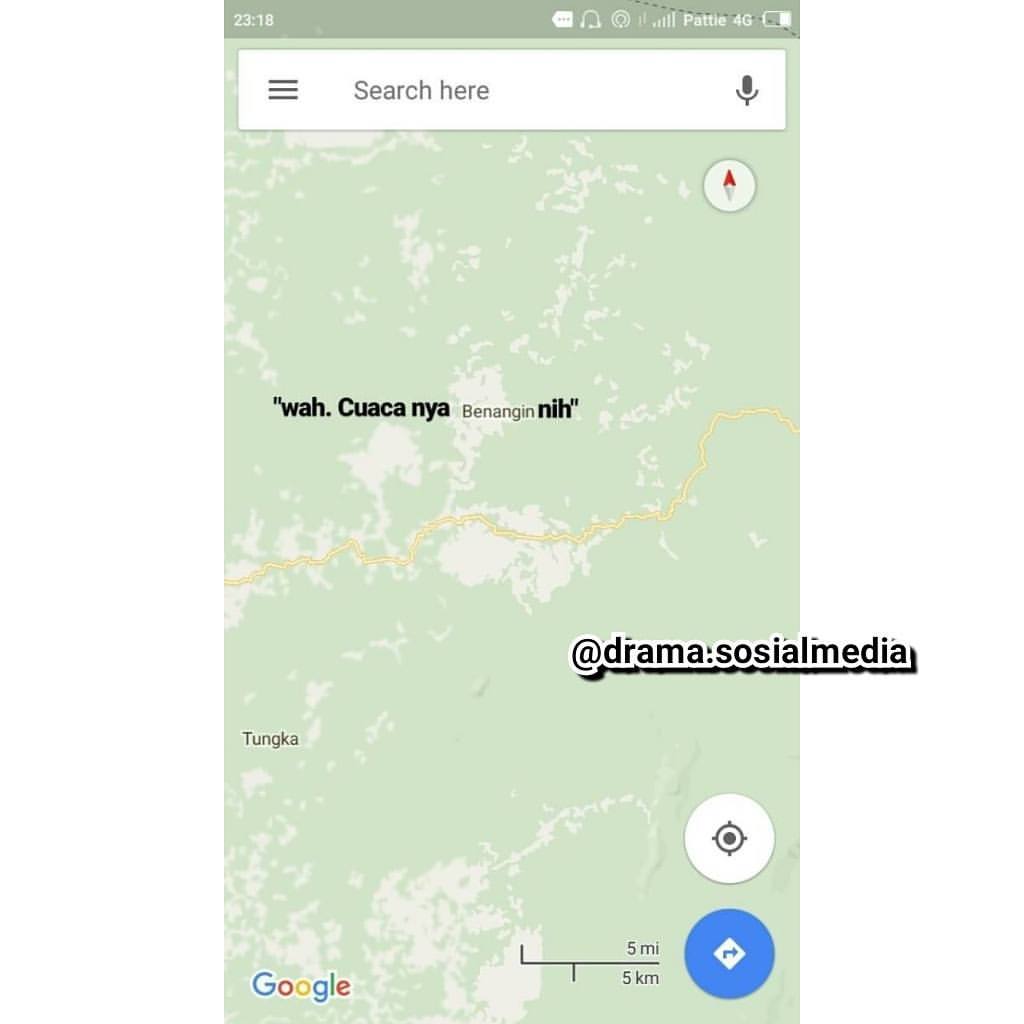 23:18 Pattie 4G
Search here
"wah. Cuaca nya Benangin nih"
@drama.sosialmedia
Tungka
5 mi
5 km
Google